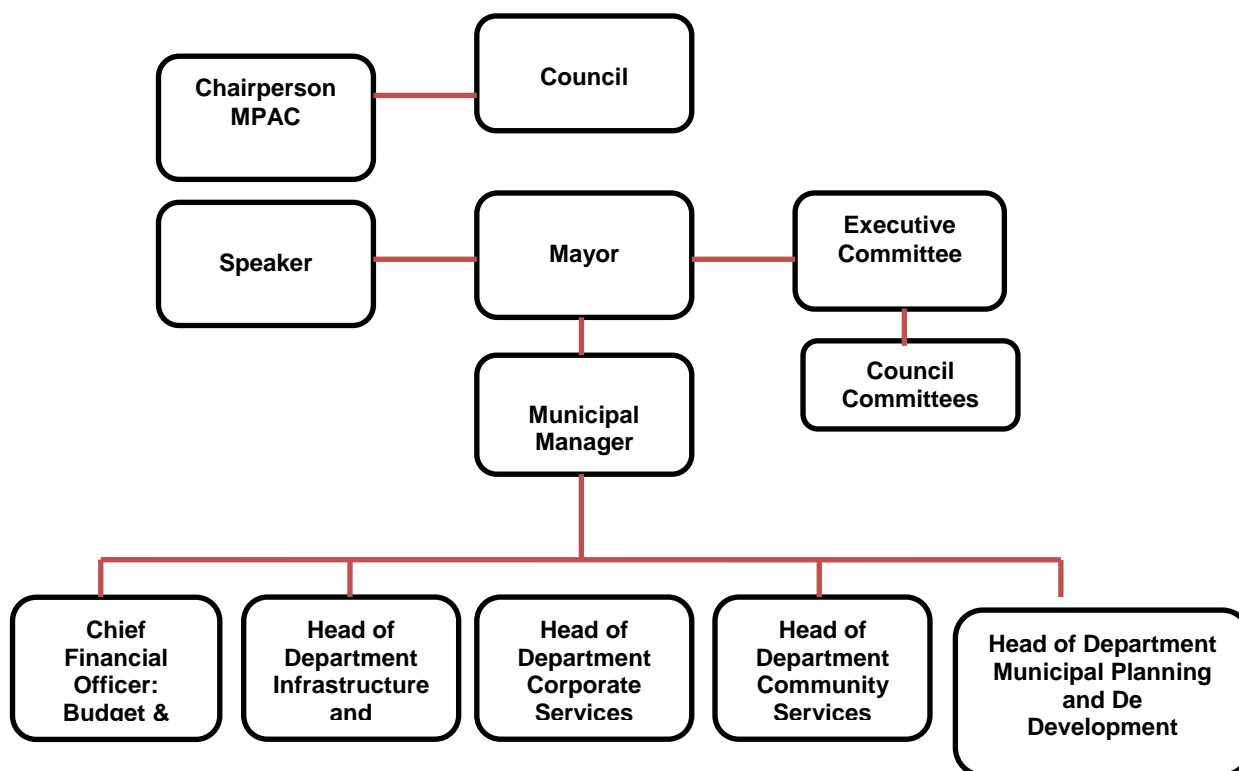 Chairperson
MPAC
Council
Speaker
Mayor
Executive
Committee
Council
Committees
Municipal
Manager
Chief
Financial
Officer:
Budget &
Head of
Department
Infrastructure
and
Head of
Department
Corporate
Services
Head of
Department
Community
Services
Head of Department
Municipal Planning
and De
Development